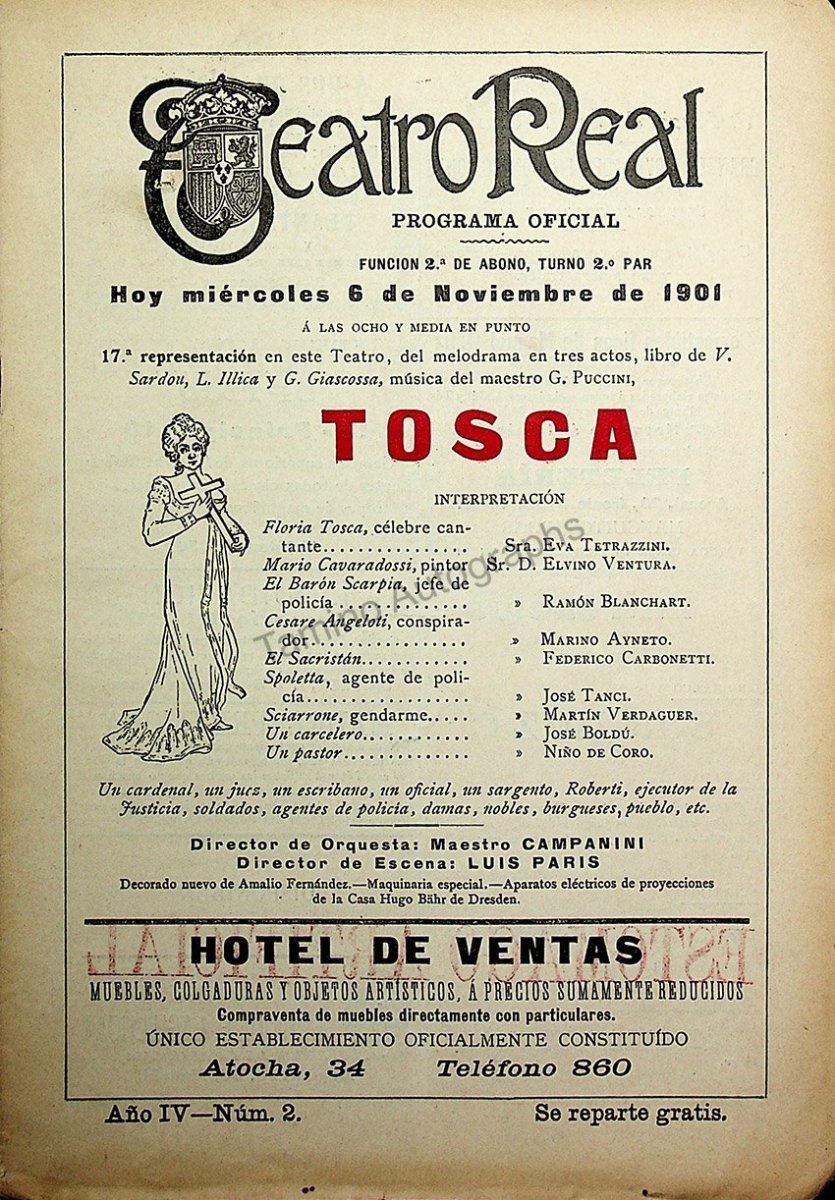 Teatro Real
PROGRAMA OFICIAL
FUNCION 2.ª DE ABONO, TURNO 2.º PAR
Hoy miércoles 6 de Noviembre de 1901
Á LAS OCHO Y MEDIA EN PUNTO
17.ª representación en este Teatro, del melodrama en tres actos, libro de V.
Sardou, L. Illica y G. Giascossa, música del maestro G. PUCCINI,
TOSCA
INTERPRETACIÓN
Floria Tosca, célebre can-
tante................ Sra. EVA TETRAZZINI.
Mario Cavaradossi, pintor Sr. D. ELVINO VENTURA.
El Barón Scarpia, jefe de
policía .............. » RAMÓN BLANCHART.
Cesare Angeloti, conspira-
dor................. » MARINO AYNETO.
El Sacristán............ » FEDERICO CARBONETTI.
Spoletta, agente de poli-
cía.................. » JOSÉ TANCI.
Sciarrone, gendarme..... » MARTÍN VERDAGUER.
Un carcelero............ » JOSÉ BOLDÚ.
Un pastor.............. » NIÑO DE CORO.
Un cardenal, un juez, un escribano, un oficial, un sargento, Roberti, ejecutor de la
Justicia, soldados, agentes de policia, damas, nobles, burgueses, pueblo, etc.
Director de Orquesta: Maestro CAMPANINI
Director de Escena: LUIS PARIS
Decorado nuevo de Amalio Fernández.—Maquinaria especial.—Aparatos eléctricos de proyecciones
de la Casa Hugo Bähr de Dresden.
HOTEL DE VENTAS
MUEBLES, COLGADURAS Y OBJETOS ARTÍSTICOS, Á PRECIOS SUMAMENTE REDUCIDOS
Compraventa de muebles directamente con particulares.
ÚNICO ESTABLECIMIENTO OFICIALMENTE CONSTITUÍDO
Atocha, 34 Teléfono 860
Año IV—Núm. 2. Se reparte gratis.
Tamino Autographs